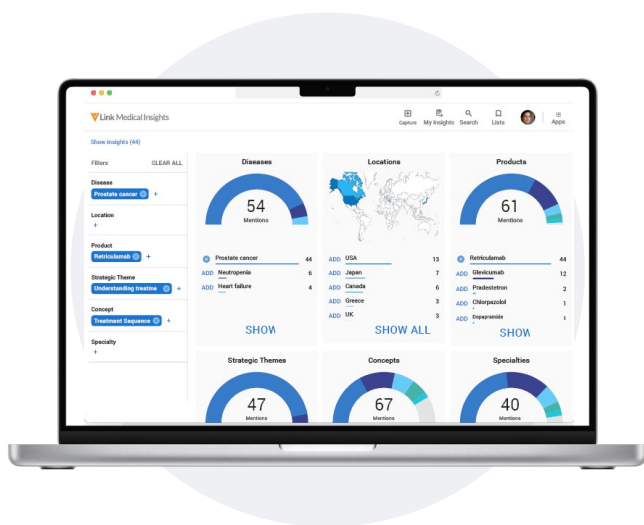 Link Medical Insights
Capture
My Insights
Search
Lists
Apps
Show insights (44)
Filters
CLEAR ALL
Disease
Prostate cancer
+
Location
+
Product
Retriculamab
+
Strategic Theme
Understanding treatme
+
Concept
Treatment Sequence
+
Specialty
+
Diseases
54
Mentions
Prostate cancer 44
ADD Neutropenia 6
ADD Heart failure 4
SHOW
Locations
ADD USA 13
ADD Japan 7
ADD Canada 6
ADD Greece 3
ADD UK 3
SHOW ALL
Products
61
Mentions
Retriculamab 44
ADD Glevicumab 12
ADD Pradestetron 2
ADD Chlorpazolol 1
ADD Dopapramide 1
SHOW
Strategic Themes
47
Mentions
Concepts
67
Mentions
Specialties
40
Mentions